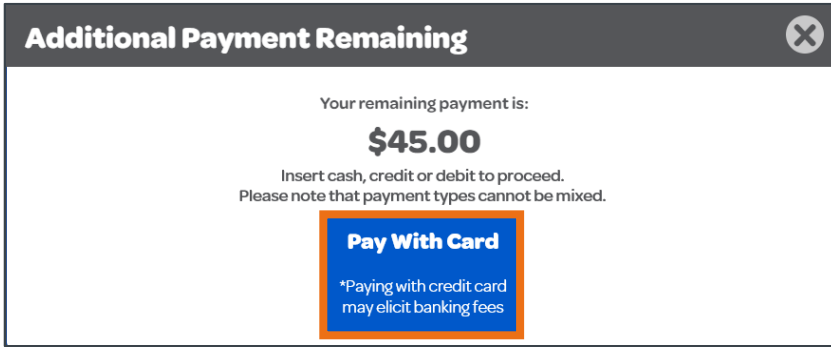 Additional Payment Remaining
Your remaining payment is:
$45.00
Insert cash, credit or debit to proceed.
Please note that payment types cannot be mixed.
Pay With Card
*Paying with credit card
may elicit banking fees